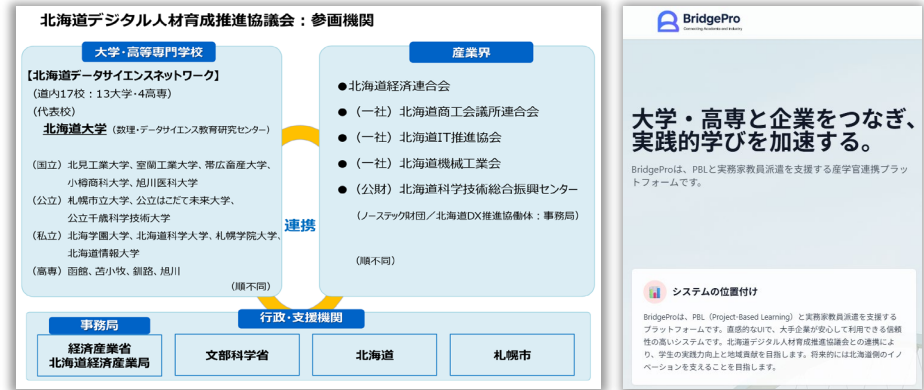 北海道デジタル人材育成推進協議会：参画機関
大学・高等専門学校
【北海道データサイエンスネットワーク】
(道内17校：13大学・4高専)
(代表校)
北海道大学 (数理・データサイエンス教育研究センター)
(国立) 北見工業大学、室蘭工業大学、帯広畜産大学、
小樽商科大学、旭川医科大学
(公立) 札幌市立大学、公立はこだて未来大学、
公立千歳科学技術大学
(私立) 北海学園大学、北海道科学大学、札幌学院大学、
北海道情報大学
(高専) 函館、苫小牧、釧路、旭川
(順不同)
連携
産業界
●北海道経済連合会
● (一社) 北海道商工会議所連合会
● (一社) 北海道IT推進協会
● (一社) 北海道機械工業会
● (公財) 北海道科学技術総合振興センター
(ノーステック財団／北海道DX推進協働体：事務局)
(順不同)
行政・支援機関
事務局
経済産業省
北海道経済産業局
文部科学省
北海道
札幌市
BridgePro
Connecting Academia and Industry
大学・高専と企業をつなぎ、
実践的学びを加速する。
BridgeProは、PBLと実務家教員派遣を支援する産学官連携プラッ
トフォームです。
システムの位置付け
BridgeProは、PBL（Project-Based Learning）と実務家教員派遣を支援する
プラットフォームです。直感的なUIで、大手企業が安心して利用できる信頼
性の高いシステムです。北海道デジタル人材育成推進協議会との連携によ
り、学生の実践力向上と地域貢献を目指します。将来的には北海道側のイノ
ベーションを支えることを目指します。